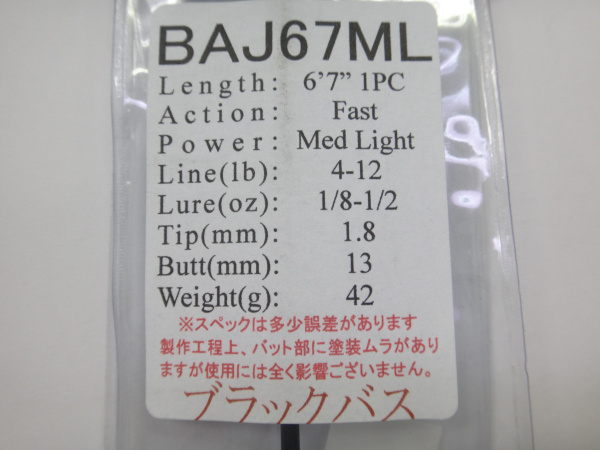 BAJ67ML
Length: 6’7” 1PC
Action: Fast
Power: Med Light
Line(lb): 4-12
Lure(oz): 1/8-1/2
Tip(mm): 1.8
Butt(mm): 13
Weight(g): 42
※スペックは多少誤差があります
製作工程上、バット部に塗装ムラがあり
ますが使用には全く影響ございません。
ブラックバス